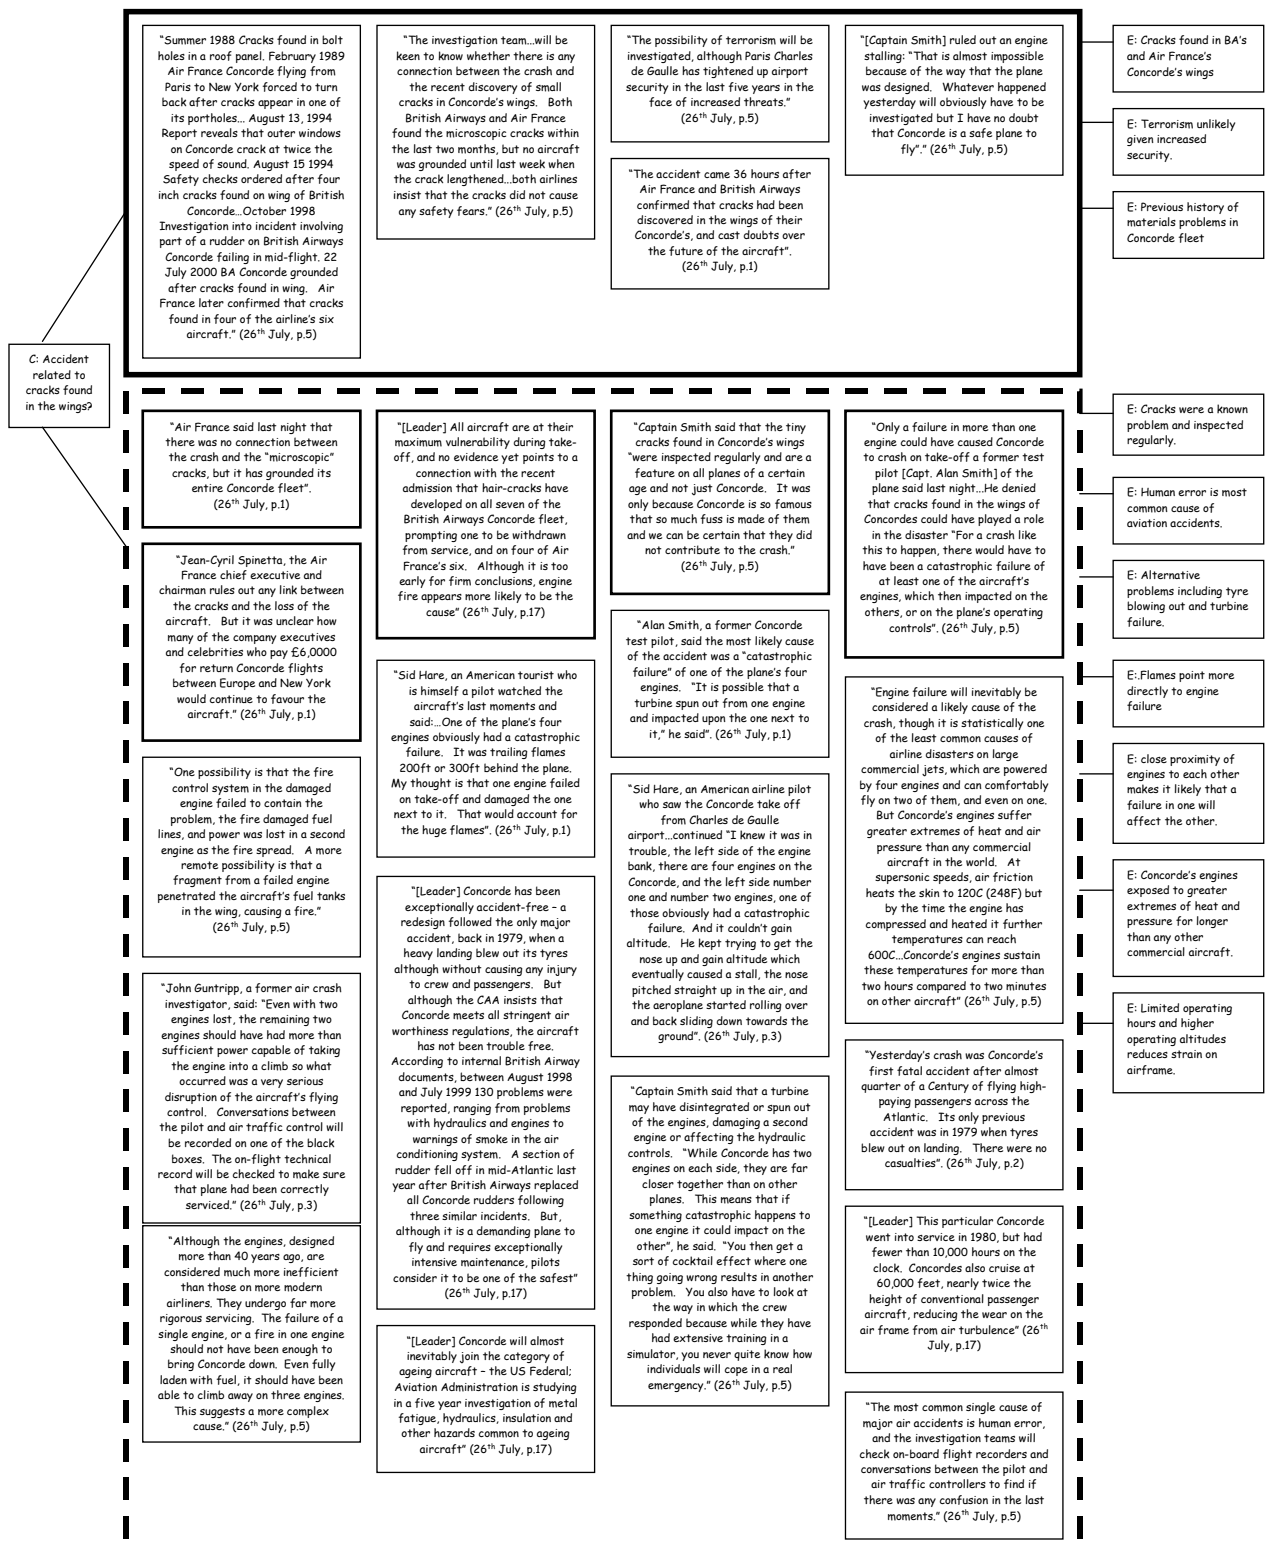 C: Accident
related to
cracks found
in the wings?
“Summer 1988 Cracks found in bolt
holes in a roof panel. February 1989
Air France Concorde flying from
Paris to New York forced to turn
back after cracks appear in one of
its portholes... August 13, 1994
Report reveals that outer windows
on Concorde crack at twice the
speed of sound. August 15 1994
Safety checks ordered after four
inch cracks found on wing of British
Concorde…October 1998
Investigation into incident involving
part of a rudder on British Airways
Concorde failing in mid-flight. 22
July 2000 BA Concorde grounded
after cracks found in wing. Air
France later confirmed that cracks
found in four of the airline’s six
aircraft.” (26th July, p.5)
“The investigation team…will be
keen to know whether there is any
connection between the crash and
the recent discovery of small
cracks in Concorde’s wings. Both
British Airways and Air France
found the microscopic cracks within
the last two months, but no aircraft
was grounded until last week when
the crack lengthened…both airlines
insist that the cracks did not cause
any safety fears.” (26th July, p.5)
“The possibility of terrorism will be
investigated, although Paris Charles
de Gaulle has tightened up airport
security in the last five years in the
face of increased threats.”
(26th July, p.5)
“The accident came 36 hours after
Air France and British Airways
confirmed that cracks had been
discovered in the wings of their
Concorde’s, and cast doubts over
the future of the aircraft”.
(26th July, p.1)
“[Captain Smith] ruled out an engine
stalling: “That is almost impossible
because of the way that the plane
was designed. Whatever happened
yesterday will obviously have to be
investigated but I have no doubt
that Concorde is a safe plane to
fly”.” (26th July, p.5)
E: Cracks found in BA’s
and Air France’s
Concorde’s wings
E: Terrorism unlikely
given increased
security.
E: Previous history of
materials problems in
Concorde fleet
“Air France said last night that
there was no connection between
the crash and the “microscopic”
cracks, but it has grounded its
entire Concorde fleet”.
(26th July, p.1)
“Jean-Cyril Spinetta, the Air
France chief executive and
chairman rules out any link between
the cracks and the loss of the
aircraft. But it was unclear how
many of the company executives
and celebrities who pay £6,0000
for return Concorde flights
between Europe and New York
would continue to favour the
aircraft.” (26th July, p.1)
“One possibility is that the fire
control system in the damaged
engine failed to contain the
problem, the fire damaged fuel
lines, and power was lost in a second
engine as the fire spread. A more
remote possibility is that a
fragment from a failed engine
penetrated the aircraft’s fuel tanks
in the wing, causing a fire.”
(26th July, p.5)
“John Guntripp, a former air crash
investigator, said: “Even with two
engines lost, the remaining two
engines should have had more than
sufficient power capable of taking
the engine into a climb so what
occurred was a very serious
disruption of the aircraft’s flying
control. Conversations between
the pilot and air traffic control will
be recorded on one of the black
boxes. The on-flight technical
record will be checked to make sure
that plane had been correctly
serviced.” (26th July, p.3)
“Although the engines, designed
more than 40 years ago, are
considered much more inefficient
than those on more modern
airliners. They undergo far more
rigorous servicing. The failure of a
single engine, or a fire in one engine
should not have been enough to
bring Concorde down. Even fully
laden with fuel, it should have been
able to climb away on three engines.
This suggests a more complex
cause.” (26th July, p.5)
“[Leader] All aircraft are at their
maximum vulnerability during take-
off, and no evidence yet points to a
connection with the recent
admission that hair-cracks have
developed on all seven of the
British Airways Concorde fleet,
prompting one to be withdrawn
from service, and on four of Air
France’s six. Although it is too
early for firm conclusions, engine
fire appears more likely to be the
cause” (26th July, p.17)
“Sid Hare, an American tourist who
is himself a pilot watched the
aircraft’s last moments and
said:…One of the plane’s four
engines obviously had a catastrophic
failure. It was trailing flames
200ft or 300ft behind the plane.
My thought is that one engine failed
on take-off and damaged the one
next to it. That would account for
the huge flames”. (26th July, p.1)
“[Leader] Concorde has been
exceptionally accident-free – a
redesign followed the only major
accident, back in 1979, when a
heavy landing blew out its tyres
although without causing any injury
to crew and passengers. But
although the CAA insists that
Concorde meets all stringent air
worthiness regulations, the aircraft
has not been trouble free.
According to internal British Airway
documents, between August 1998
and July 1999 130 problems were
reported, ranging from problems
with hydraulics and engines to
warnings of smoke in the air
conditioning system. A section of
rudder fell off in mid-Atlantic last
year after British Airways replaced
all Concorde rudders following
three similar incidents. But,
although it is a demanding plane to
fly and requires exceptionally
intensive maintenance, pilots
consider it to be one of the safest”
(26th July, p.17)
“[Leader] Concorde will almost
inevitably join the category of
ageing aircraft – the US Federal;
Aviation Administration is studying
in a five year investigation of metal
fatigue, hydraulics, insulation and
other hazards common to ageing
aircraft” (26th July, p.17)
“Captain Smith said that the tiny
cracks found in Concorde’s wings
“were inspected regularly and are a
feature on all planes of a certain
age and not just Concorde. It was
only because Concorde is so famous
that so much fuss is made of them
and we can be certain that they did
not contribute to the crash.”
(26th July, p.5)
“Alan Smith, a former Concorde
test pilot, said the most likely cause
of the accident was a “catastrophic
failure” of one of the plane’s four
engines. “It is possible that a
turbine spun out from one engine
and impacted upon the one next to
it,” he said”. (26th July, p.1)
“Sid Hare, an American airline pilot
who saw the Concorde take off
from Charles de Gaulle
airport…continued “I knew it was in
trouble, the left side of the engine
bank, there are four engines on the
Concorde, and the left side number
one and number two engines, one of
those obviously had a catastrophic
failure. And it couldn’t gain
altitude. He kept trying to get the
nose up and gain altitude which
eventually caused a stall, the nose
pitched straight up in the air, and
the aeroplane started rolling over
and back sliding down towards the
ground”. (26th July, p.3)
“Captain Smith said that a turbine
may have disintegrated or spun out
of the engines, damaging a second
engine or affecting the hydraulic
controls. “While Concorde has two
engines on each side, they are far
closer together than on other
planes. This means that if
something catastrophic happens to
one engine it could impact on the
other”, he said. “You then get a
sort of cocktail effect where one
thing going wrong results in another
problem. You also have to look at
the way in which the crew
responded because while they have
had extensive training in a
simulator, you never quite know how
individuals will cope in a real
emergency.” (26th July, p.5)
“Only a failure in more than one
engine could have caused Concorde
to crash on take-off a former test
pilot [Capt. Alan Smith] of the
plane said last night…He denied
that cracks found in the wings of
Concordes could have played a role
in the disaster “For a crash like
this to happen, there would have to
have been a catastrophic failure of
at least one of the aircraft’s
engines, which then impacted on the
others, or on the plane’s operating
controls”. (26th July, p.5)
“Engine failure will inevitably be
considered a likely cause of the
crash, though it is statistically one
of the least common causes of
airline disasters on large
commercial jets, which are powered
by four engines and can comfortably
fly on two of them, and even on one.
But Concorde’s engines suffer
greater extremes of heat and air
pressure than any commercial
aircraft in the world. At
supersonic speeds, air friction
heats the skin to 120C (248F) but
by the time the engine has
compressed and heated it further
temperatures can reach
600C…Concorde’s engines sustain
these temperatures for more than
two hours compared to two minutes
on other aircraft” (26th July, p.5)
“Yesterday’s crash was Concorde’s
first fatal accident after almost
quarter of a Century of flying high-
paying passengers across the
Atlantic. Its only previous
accident was in 1979 when tyres
blew out on landing. There were no
casualties”. (26th July, p.2)
“[Leader] This particular Concorde
went into service in 1980, but had
fewer than 10,000 hours on the
clock. Concordes also cruise at
60,000 feet, nearly twice the
height of conventional passenger
aircraft, reducing the wear on the
air frame from air turbulence” (26th
July, p.17)
“The most common single cause of
major air accidents is human error,
and the investigation teams will
check on-board flight recorders and
conversations between the pilot and
air traffic controllers to find if
there was any confusion in the last
moments.” (26th July, p.5)
E: Cracks were a known
problem and inspected
regularly.
E: Human error is most
common cause of
aviation accidents.
E: Alternative
problems including tyre
blowing out and turbine
failure.
E:.Flames point more
directly to engine
failure
E: close proximity of
engines to each other
makes it likely that a
failure in one will
affect the other.
E: Concorde’s engines
exposed to greater
extremes of heat and
pressure for longer
than any other
commercial aircraft.
E: Limited operating
hours and higher
operating altitudes
reduces strain on
airframe.